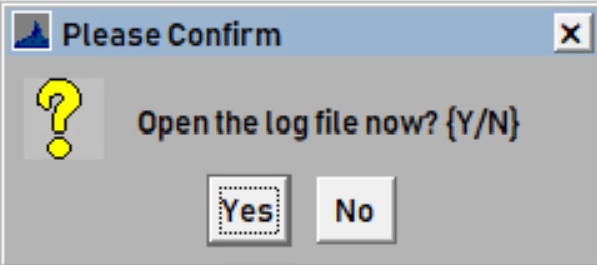 Please Confirm
Open the log file now? {Y/N}
Yes No